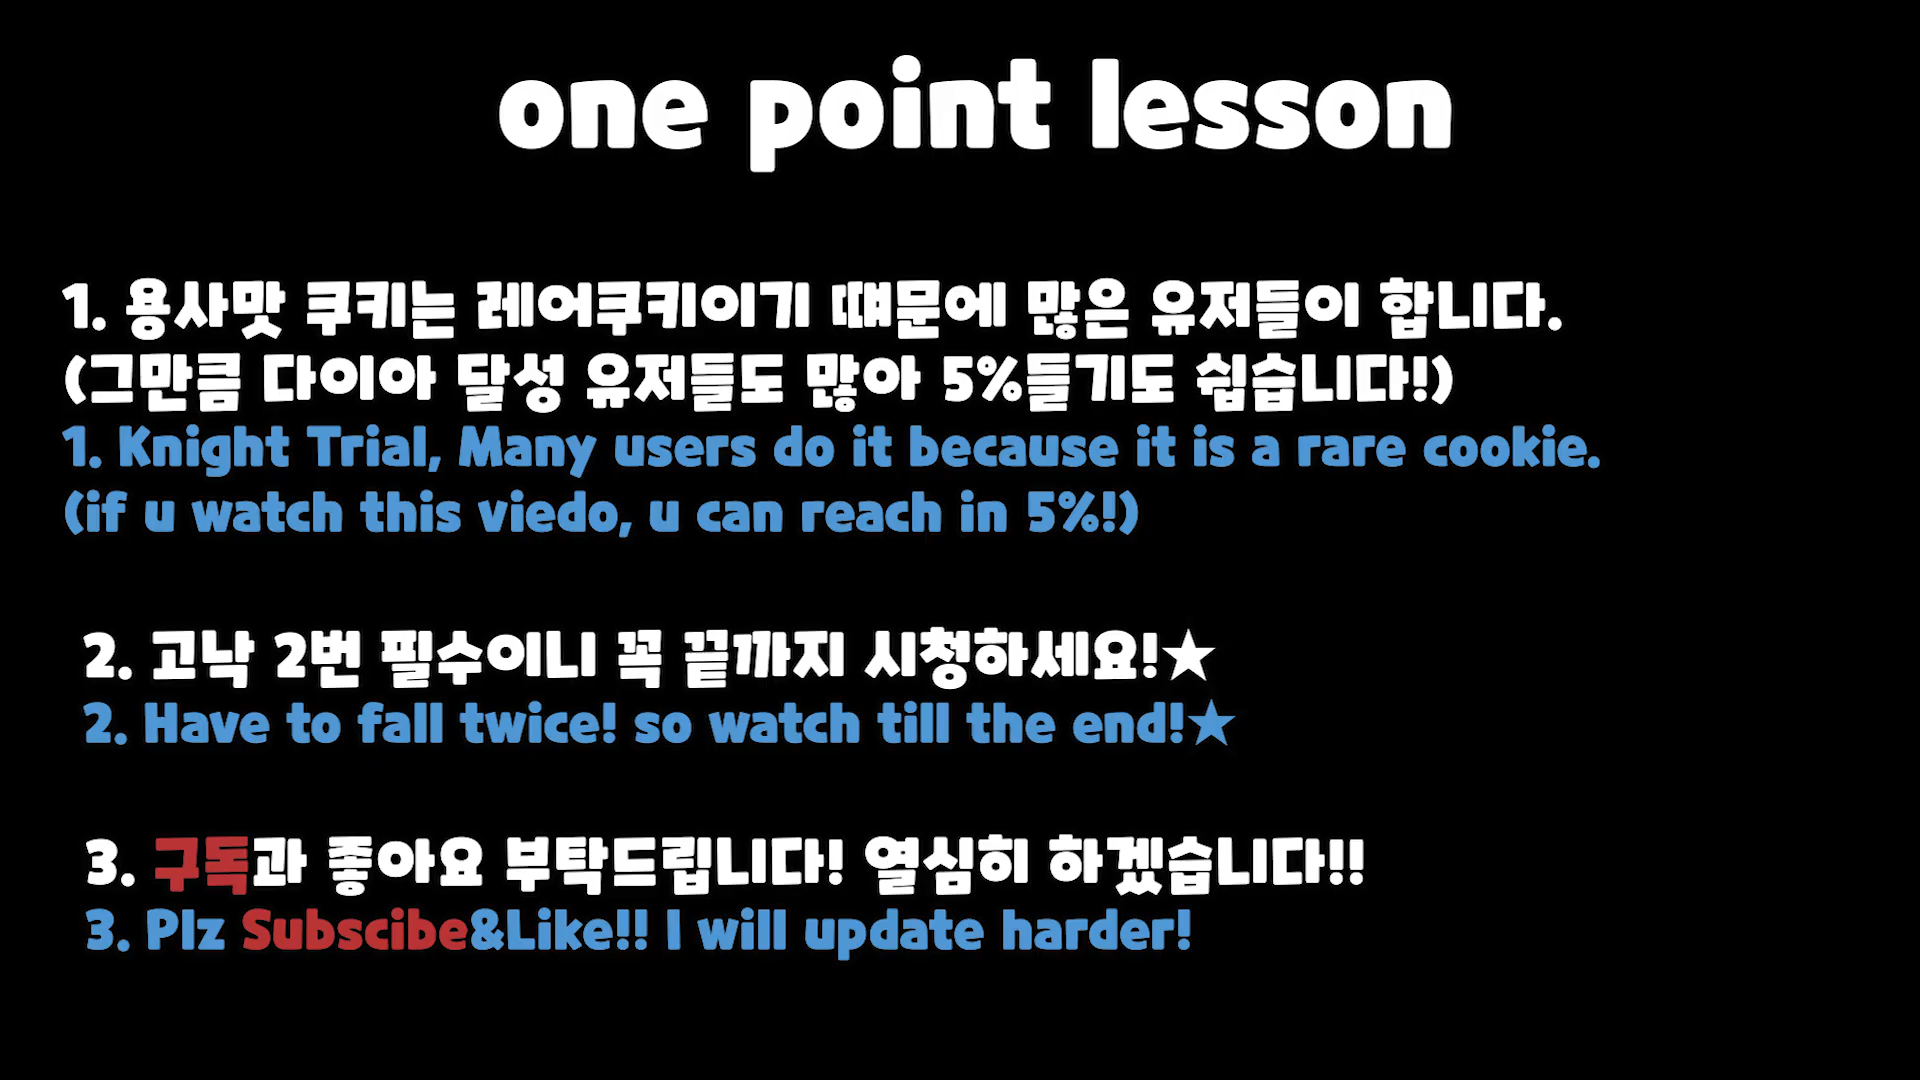 one point lesson
1. 용사맛 쿠키는 레어쿠키이기 떄문에 많은 유저들이 합니다.
(그만큼 다이아 달성 유저들도 많아 5%들기도 쉽습니다!)
1. Knight Trial, Many users do it because it is a rare cookie.
(if u watch this viedo, u can reach in 5%!)
2. 고낙 2번 필수이니 꼭 끝까지 시청하세요!★
2. Have to fall twice! so watch till the end!★
3. 구독과 좋아요 부탁드립니다! 열심히 하겠습니다!!
3. Plz Subscibe&Like!! I will update harder!